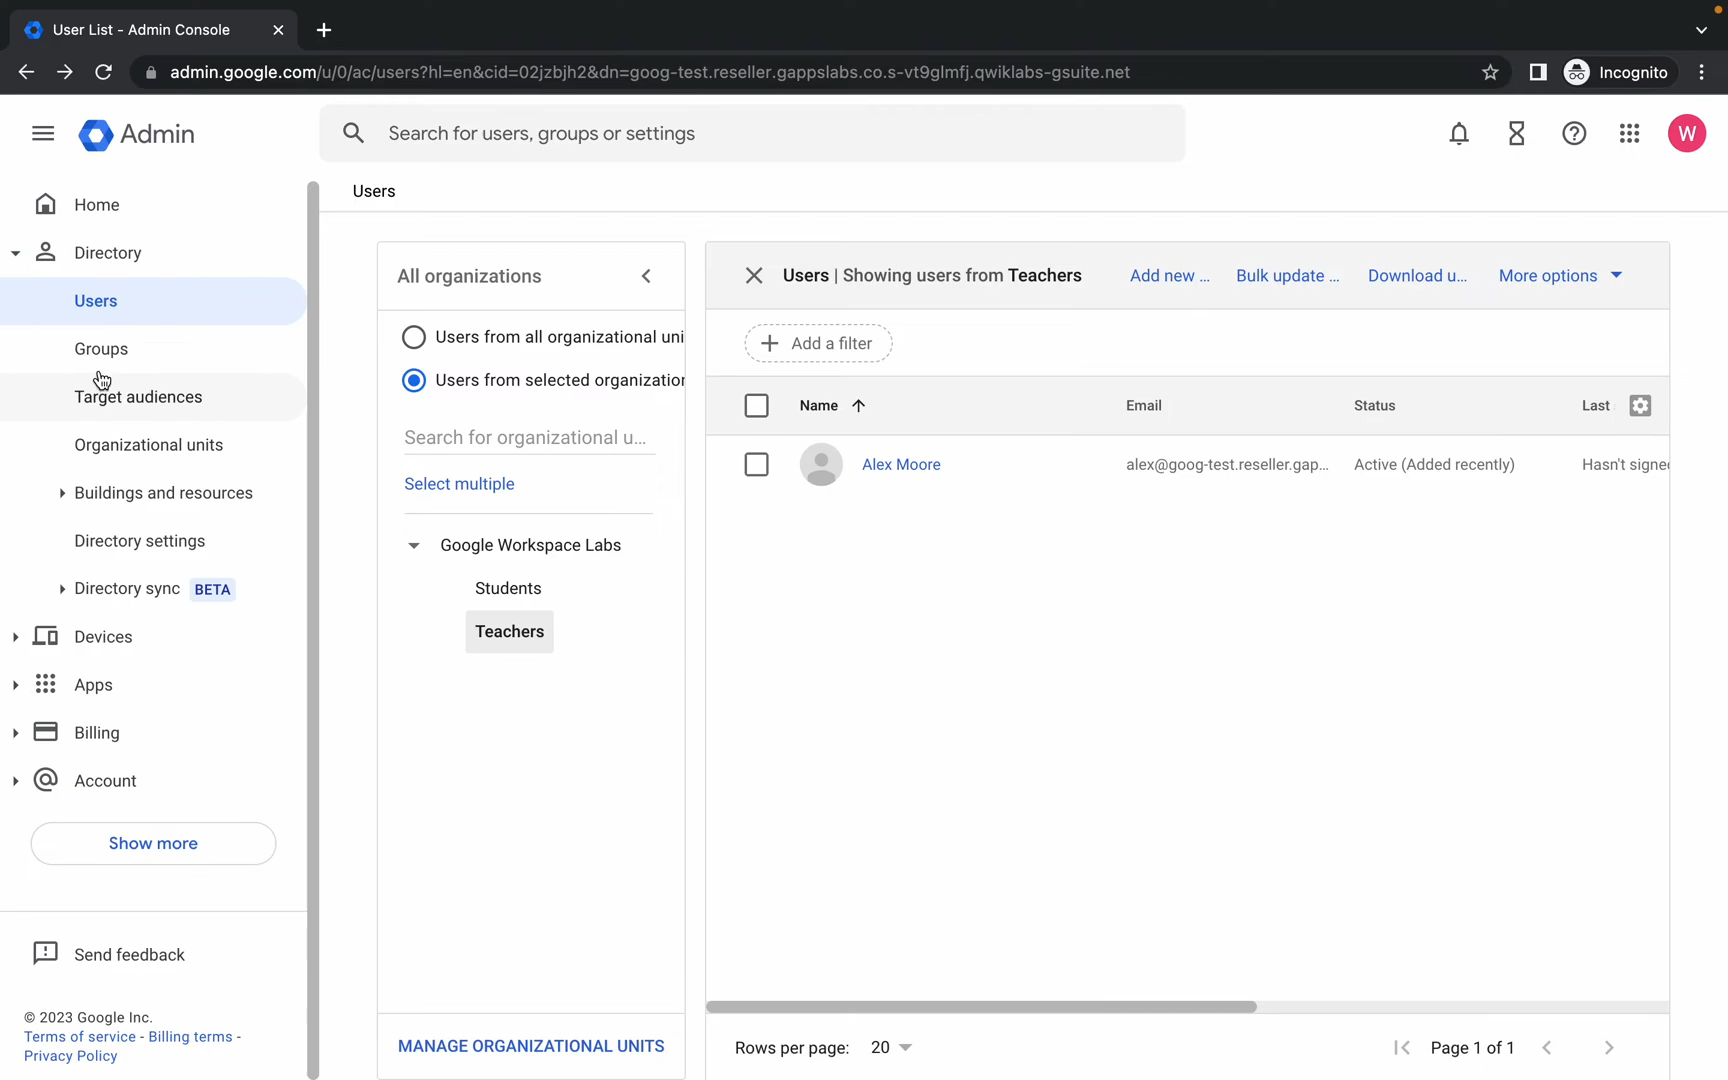 User List - Admin Console
admin.google.com/u/0/ac/users?hl=en&cid=02jzbjh2&dn=goog-test.reseller.gappslabs.co.s-vt9glmfj.qwiklabs-gsuite.net
Incognito
Admin
Search for users, groups or settings
W
Home
Directory
Users
Groups
Target audiences
Organizational units
Buildings and resources
Directory settings
Directory sync BETA
Devices
Apps
Billing
Account
Show more
Send feedback
© 2023 Google Inc.
Terms of service - Billing terms -
Privacy Policy
Users
All organizations
Users from all organizational uni
Users from selected organization
Search for organizational u...
Select multiple
Google Workspace Labs
Students
Teachers
MANAGE ORGANIZATIONAL UNITS
Users | Showing users from Teachers
Add new ...
Bulk update ...
Download u...
More options
Add a filter
Name
Email
Status
Last
Alex Moore
alex@goog-test.reseller.gap...
Active (Added recently)
Hasn't signe
Rows per page:
20
Page 1 of 1